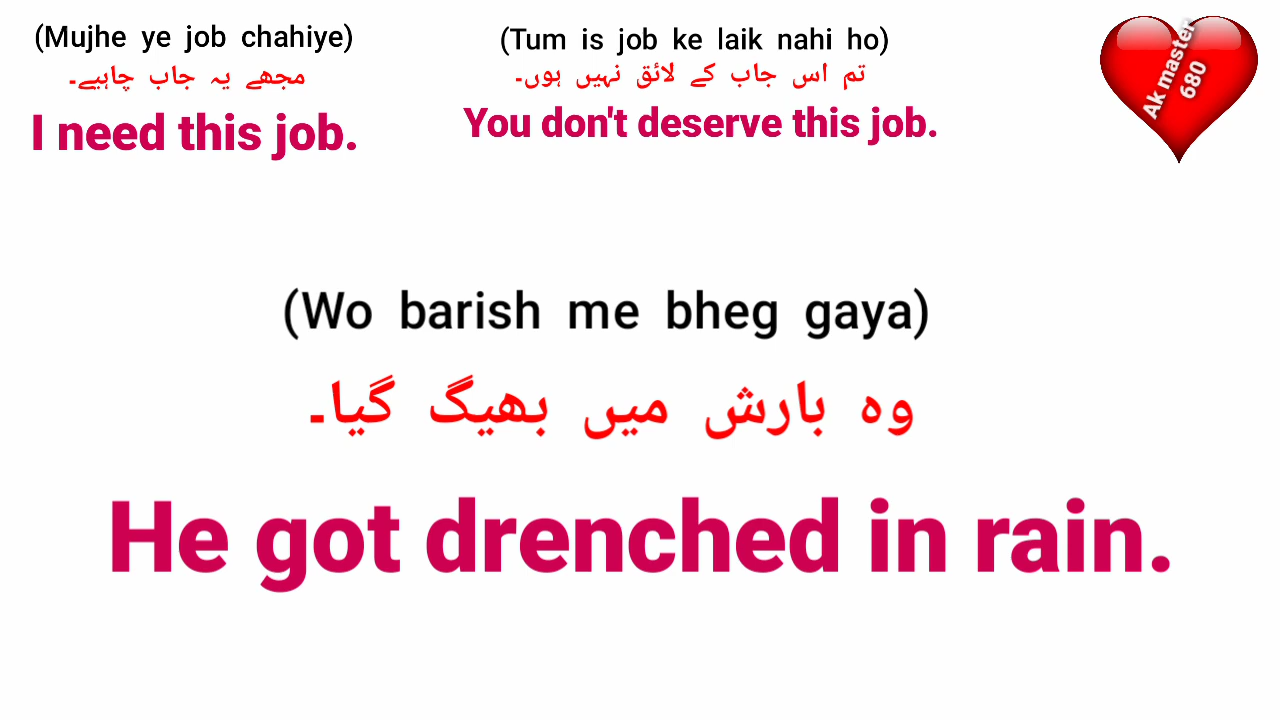 (Mujhe ye job chahiye)
مجھے یہ جاب چاہیے۔
I need this job.
(Tum is job ke laik nahi ho)
تم اس جاب کے لائق نہیں ہوں۔
You don't deserve this job.
Ak master
680
(Wo barish me bheg gaya)
وہ بارش میں بھیگ گیا۔
He got drenched in rain.